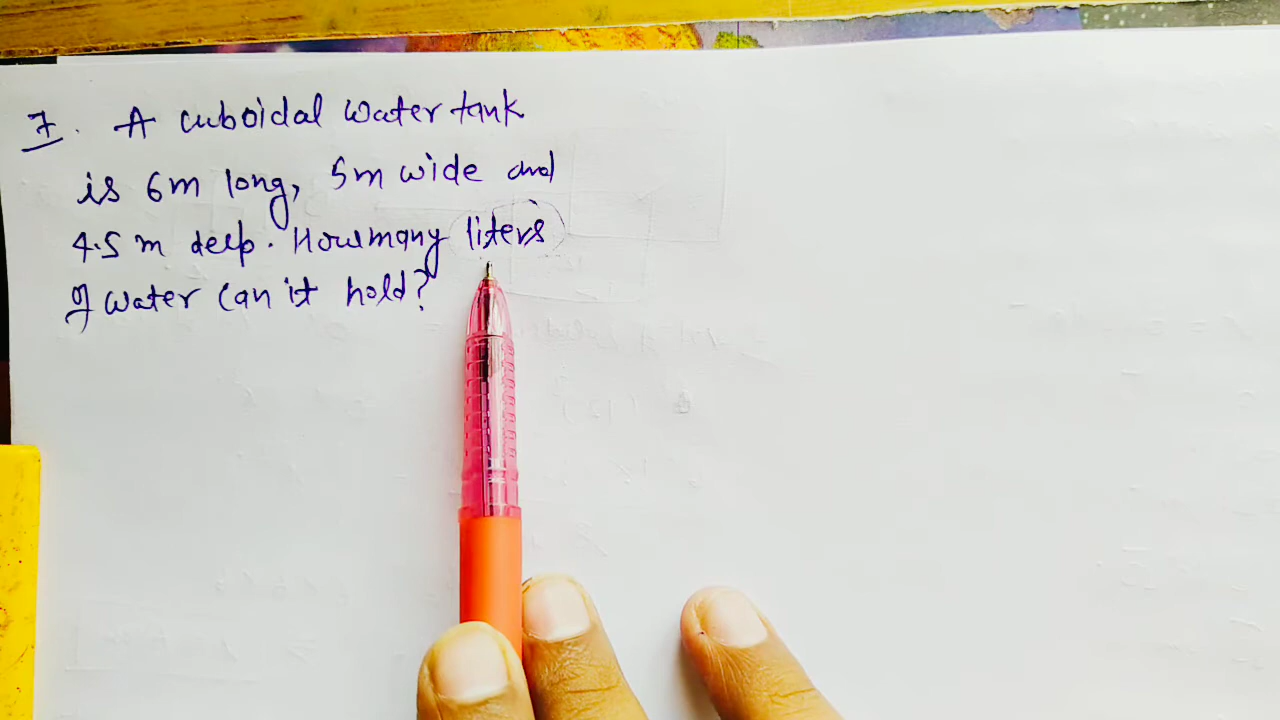 7. A cuboidal water tank
is 6m long, 5m wide and
4.5 m deep. How many liters
of water can it hold?